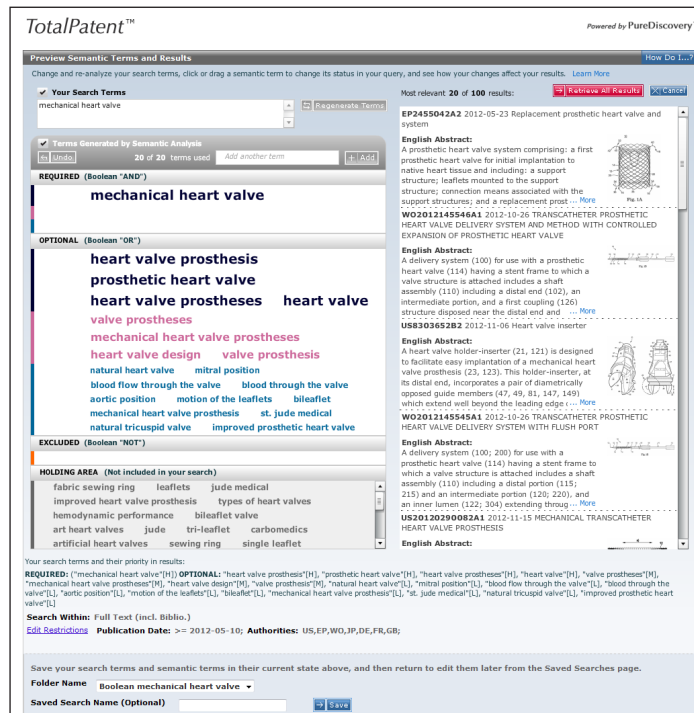 TotalPatent™
Powered by PureDiscovery
Preview Semantic Terms and Results
How Do I...?
Change and re-analyze your search terms, click or drag a semantic term to change its status in your query, and see how your changes affect your results. Learn More
Your Search Terms
mechanical heart valve
Regenerate Terms
Terms Generated by Semantic Analysis
Undo
20 of 20 terms used
Add another term
+ Add
REQUIRED (Boolean "AND")
mechanical heart valve
OPTIONAL (Boolean "OR")
heart valve prosthesis
prosthetic heart valve
heart valve prostheses heart valve
valve prostheses
mechanical heart valve prostheses
heart valve design valve prosthesis
natural heart valve mitral position
blood flow through the valve blood through the valve
aortic position motion of the leaflets bileaflet
mechanical heart valve prosthesis st. jude medical
natural tricuspid valve improved prosthetic heart valve
EXCLUDED (Boolean "NOT")
HOLDING AREA (Not included in your search)
fabric sewing ring leaflets jude medical
improved heart valve prosthesis types of heart valves
hemodynamic performance bileaflet valve
art heart valves jude tri-leaflet carbomedics
artificial heart valves sewing ring single leaflet
Most relevant 20 of 100 results:
Retrieve All Results
Cancel
EP2455042A2 2012-05-23 Replacement prosthetic heart valve and
system
English Abstract:
A prosthetic heart valve system comprising: a first
prosthetic heart valve for initial implantation to
native heart tissue and including: a support
structure; leaflets mounted to the support
structure; connection means associated with the
support structures; and a replacement prost ... More
Fig. 1A
WO2012145546A1 2012-10-26 TRANSCATHETER PROSTHETIC
HEART VALVE DELIVERY SYSTEM AND METHOD WITH CONTROLLED
EXPANSION OF PROSTHETIC HEART VALVE
English Abstract:
A delivery system (100) for use with a prosthetic
heart valve (114) having a stent frame to which a
valve structure is attached includes a shaft
assembly (110) including a distal end (102), an
intermediate portion, and a first coupling (126)
structure disposed near the distal end and ... More
US8303652B2 2012-11-06 Heart valve inserter
English Abstract:
A heart valve holder-inserter (21, 121) is designed
to facilitate easy implantation of a mechanical heart
valve prosthesis (23, 123). This holder-inserter, at
its distal end, incorporates a pair of diametrically
opposed guide members (47, 49, 81, 147, 149)
which extend well beyond the leading edge ... More
WO2012145545A1 2012-10-26 TRANSCATHETER PROSTHETIC
HEART VALVE DELIVERY SYSTEM WITH FLUSH PORT
English Abstract:
A delivery system (100; 200) for use with a
prosthetic heart valve (114) having a stent frame to
which a valve structure is attached includes a shaft
assembly (110) including a distal portion (115;
215) and an intermediate portion (120; 220), and
an inner lumen (122; 304) extending throug ... More
US20120290082A1 2012-11-15 MECHANICAL TRANSCATHETER
HEART VALVE PROSTHESIS
English Abstract:
Your search terms and their priority in results:
REQUIRED: ("mechanical heart valve"[H]) OPTIONAL: "heart valve prosthesis"[H], "prosthetic heart valve"[H], "heart valve prostheses"[H], "heart valve"[H], "valve prostheses"[M],
"mechanical heart valve prostheses"[M], "heart valve design"[M], "valve prosthesis"[M], "natural heart valve"[L], "mitral position"[L], "blood flow through the valve"[L], "blood through the
valve"[L], "aortic position"[L], "motion of the leaflets"[L], "bileaflet"[L], "mechanical heart valve prosthesis"[L], "st. jude medical"[L], "natural tricuspid valve"[L], "improved prosthetic heart
valve"[L]
Search Within: Full Text (incl. Biblio.)
Edit Restrictions Publication Date: >= 2012-05-10; Authorities: US,EP,WO,JP,DE,FR,GB;
Save your search terms and semantic terms in their current state above, and then return to edit them later from the Saved Searches page.
Folder Name Boolean mechanical heart valve
Saved Search Name (Optional)
Save